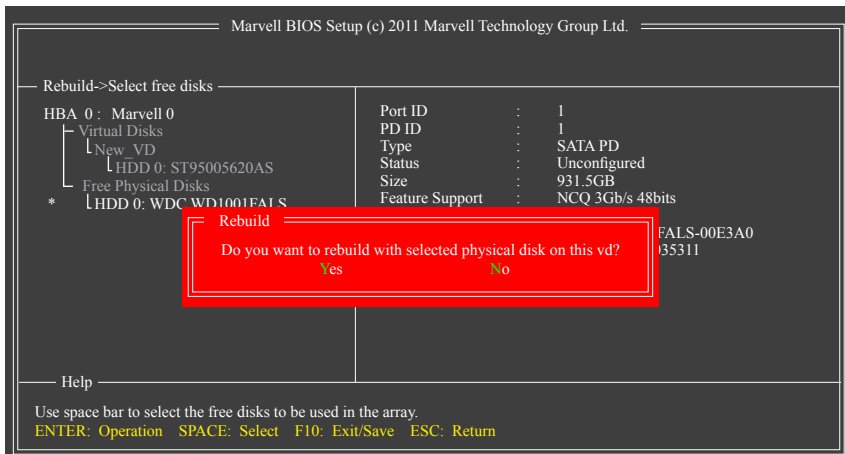 Marvell BIOS Setup (c) 2011 Marvell Technology Group Ltd.
Rebuild->Select free disks
HBA 0 : Marvell 0
Virtual Disks
New_VD
HDD 0: ST95005620AS
Free Physical Disks
* HDD 0: WDC WD1001FALS
Port ID : 1
PD ID : 1
Type : SATA PD
Status : Unconfigured
Size : 931.5GB
Feature Support : NCQ 3Gb/s 48bits
FALS-00E3A0
035311
Rebuild
Do you want to rebuild with selected physical disk on this vd?
Yes No
Help
Use space bar to select the free disks to be used in the array.
ENTER: Operation SPACE: Select F10: Exit/Save ESC: Return